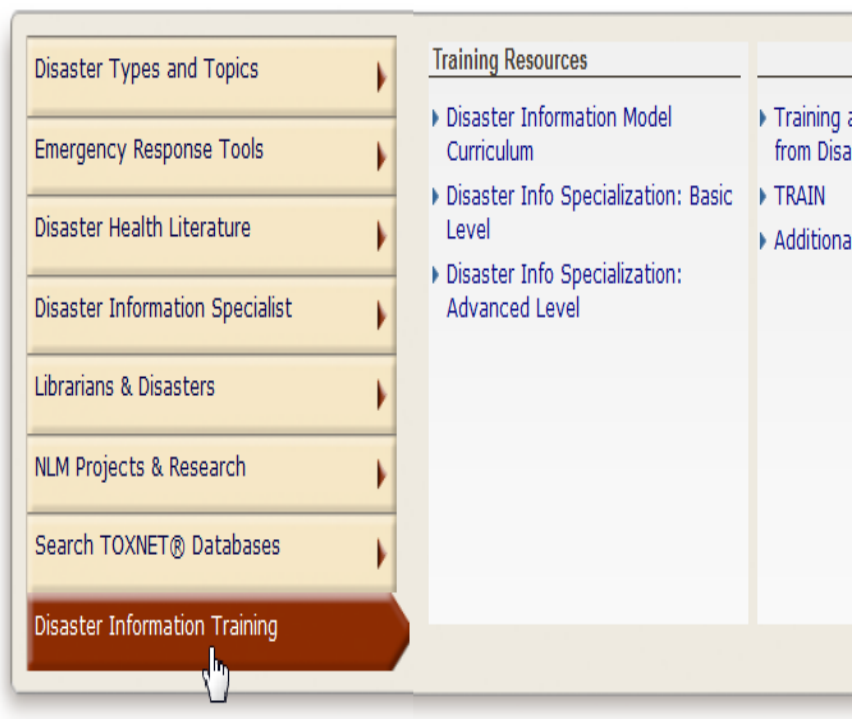 Disaster Types and Topics
Emergency Response Tools
Disaster Health Literature
Disaster Information Specialist
Librarians & Disasters
NLM Projects & Research
Search TOXNET® Databases
Disaster Information Training
Training Resources
Disaster Information Model
Curriculum
Disaster Info Specialization: Basic
Level
Disaster Info Specialization:
Advanced Level
Training
from
TRAIN